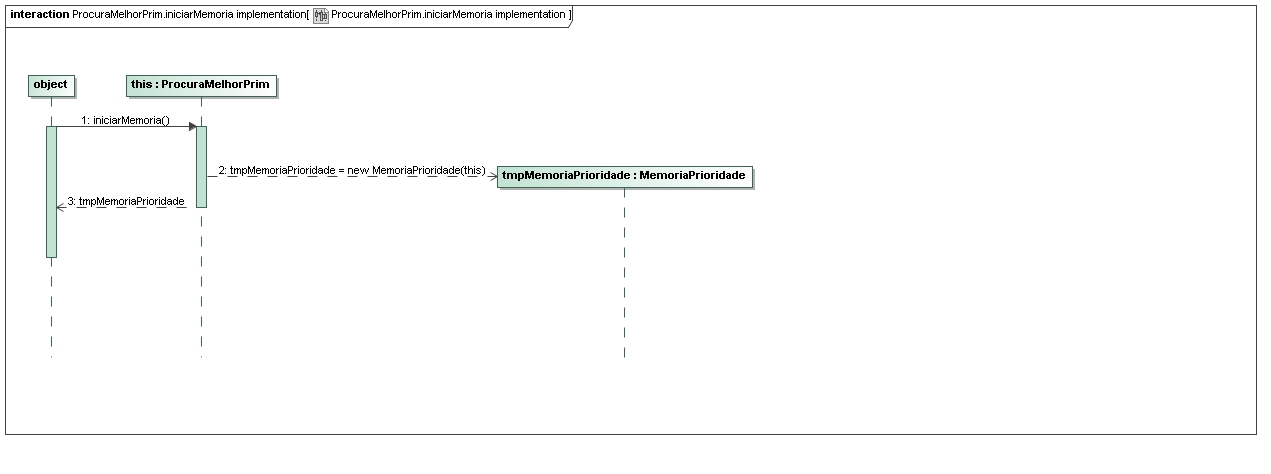 interaction ProcuraMelhorPrim.iniciarMemoria implementation[ ProcuraMelhorPrim.iniciarMemoria implementation ]
object
this : ProcuraMelhorPrim
1: iniciarMemoria()
2: tmpMemoriaPrioridade = new MemoriaPrioridade(this)
tmpMemoriaPrioridade : MemoriaPrioridade
3: tmpMemoriaPrioridade